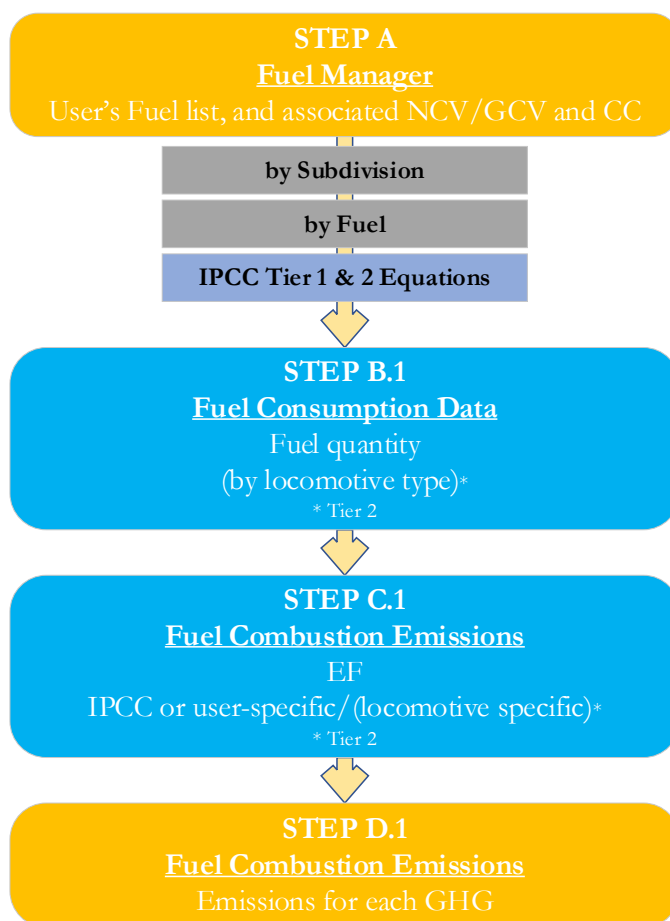 STEP A
Fuel Manager
User's Fuel list, and associated NCV/GCV and CC
by Subdivision
by Fuel
IPCC Tier 1 & 2 Equations
STEP B.1
Fuel Consumption Data
Fuel quantity
(by locomotive type)*
* Tier 2
STEP C.1
Fuel Combustion Emissions
EF
IPCC or user-specific/(locomotive specific)*
* Tier 2
STEP D.1
Fuel Combustion Emissions
Emissions for each GHG